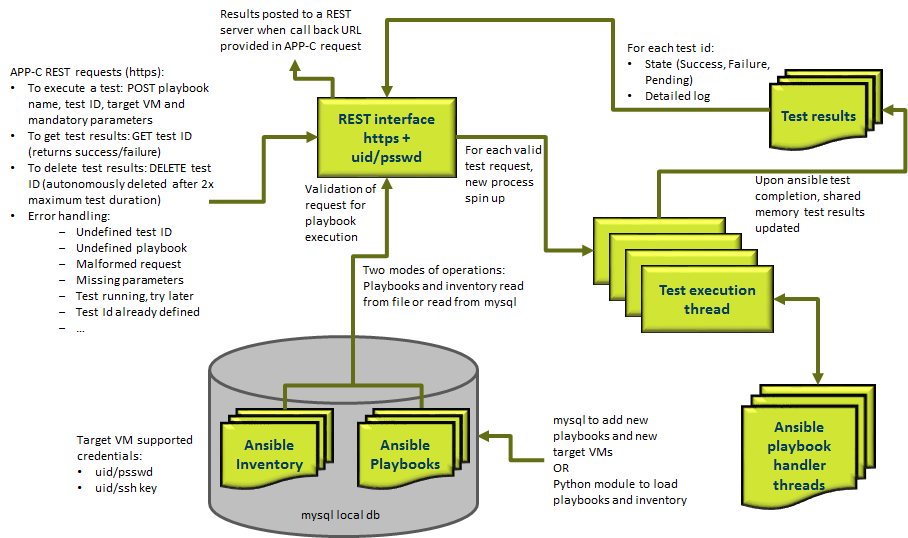 Results posted to a REST
server when call back URL
provided in APP-C request
For each test id:
• State (Success, Failure,
Pending)
• Detailed log
APP-C REST requests (https):
• To execute a test: POST playbook
name, test ID, target VM and
mandatory parameters
• To get test results: GET test ID
(returns success/failure)
• To delete test results: DELETE test
ID (autonomously deleted after 2x
maximum test duration)
• Error handling:
– Undefined test ID
– Undefined playbook
– Malformed request
– Missing parameters
– Test running, try later
– Test Id already defined
– ...
REST interface
https +
uid/psswd
Test results
For each valid
test request,
new process
spin up
Validation of
request for
playbook
execution
Upon ansible test
completion, shared
memory test results
updated
Two modes of operations:
Playbooks and inventory read
from file or read from mysql
Test execution
thread
Ansible
Inventory
Ansible
Playbooks
Target VM supported
credentials:
• uid/psswd
• uid/ssh key
mysql to add new
playbooks and new
target VMs
OR
Python module to load
playbooks and inventory
Ansible
playbook
handler
threads
mysql local db